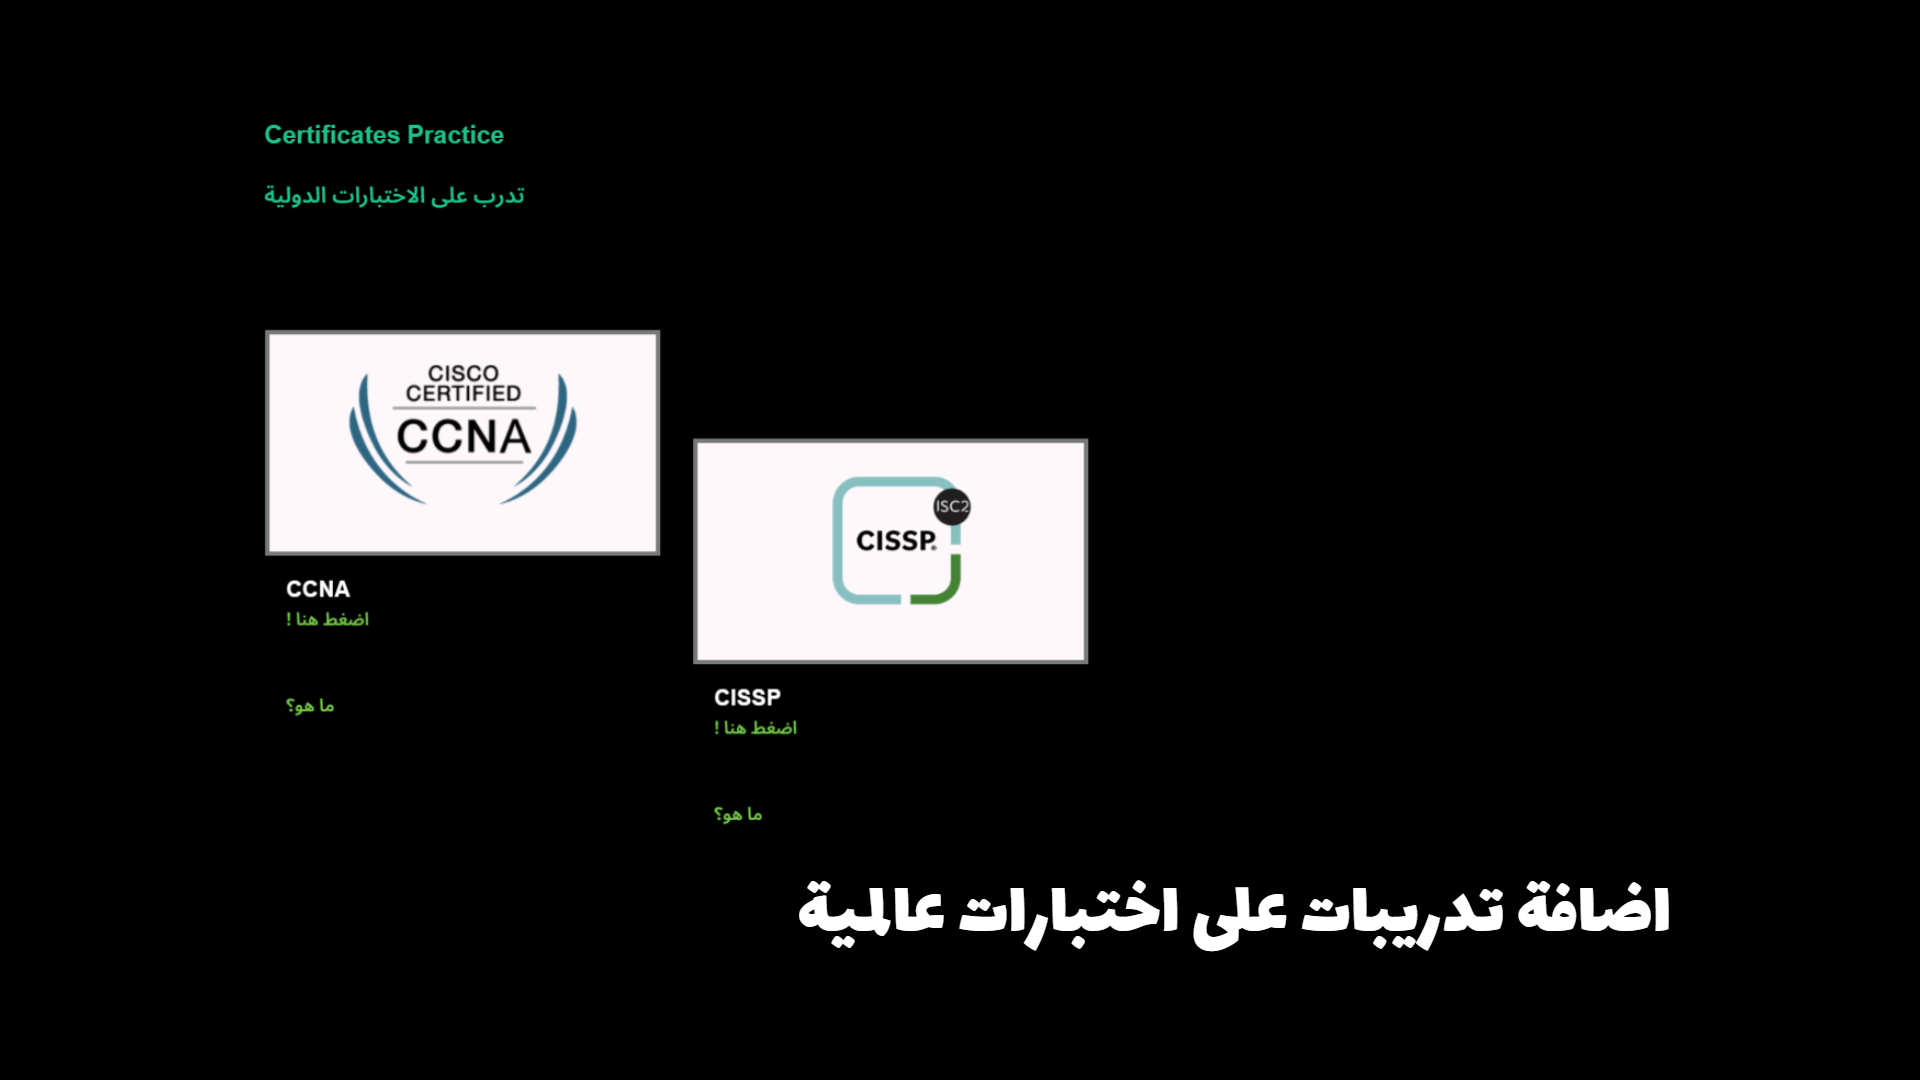 Certificates Practice
تدرب على الاختبارات الدولية
CISCO
CERTIFIED
CCNA
CCNA
اضغط هنا !
ما هو؟
ISC2
CISSP®
CISSP
اضغط هنا !
ما هو؟
اضافة تدريبات على اختبارات عالمية